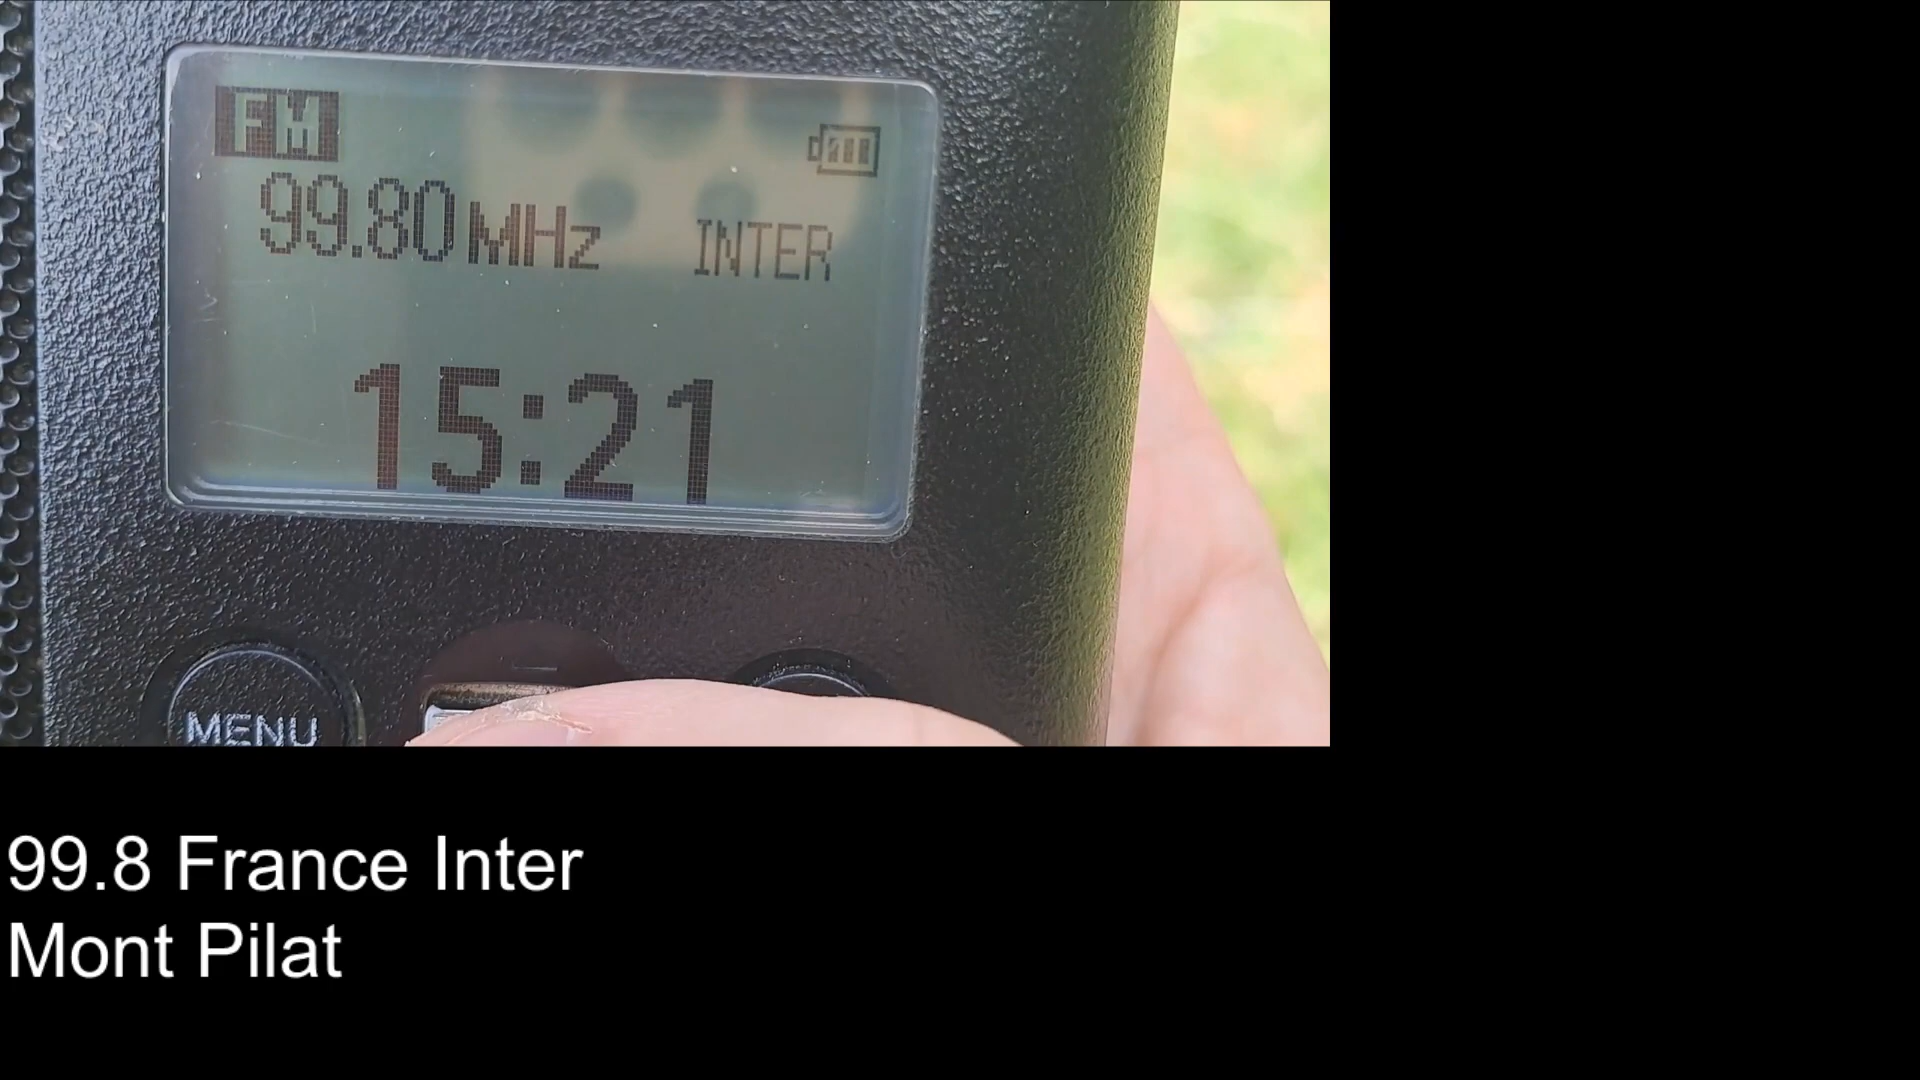 FM
99.80 MHz INTER
15:21
MENU
99.8 France Inter
Mont Pilat